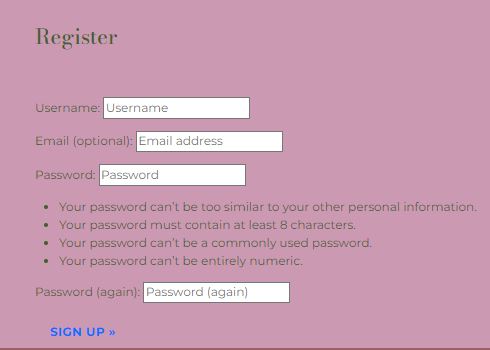 Register
Username: Username
Email (optional): Email address
Password: Password
• Your password can't be too similar to your other personal information.
• Your password must contain at least 8 characters.
• Your password can't be a commonly used password.
• Your password can't be entirely numeric.
Password (again): Password (again)
SIGN UP »